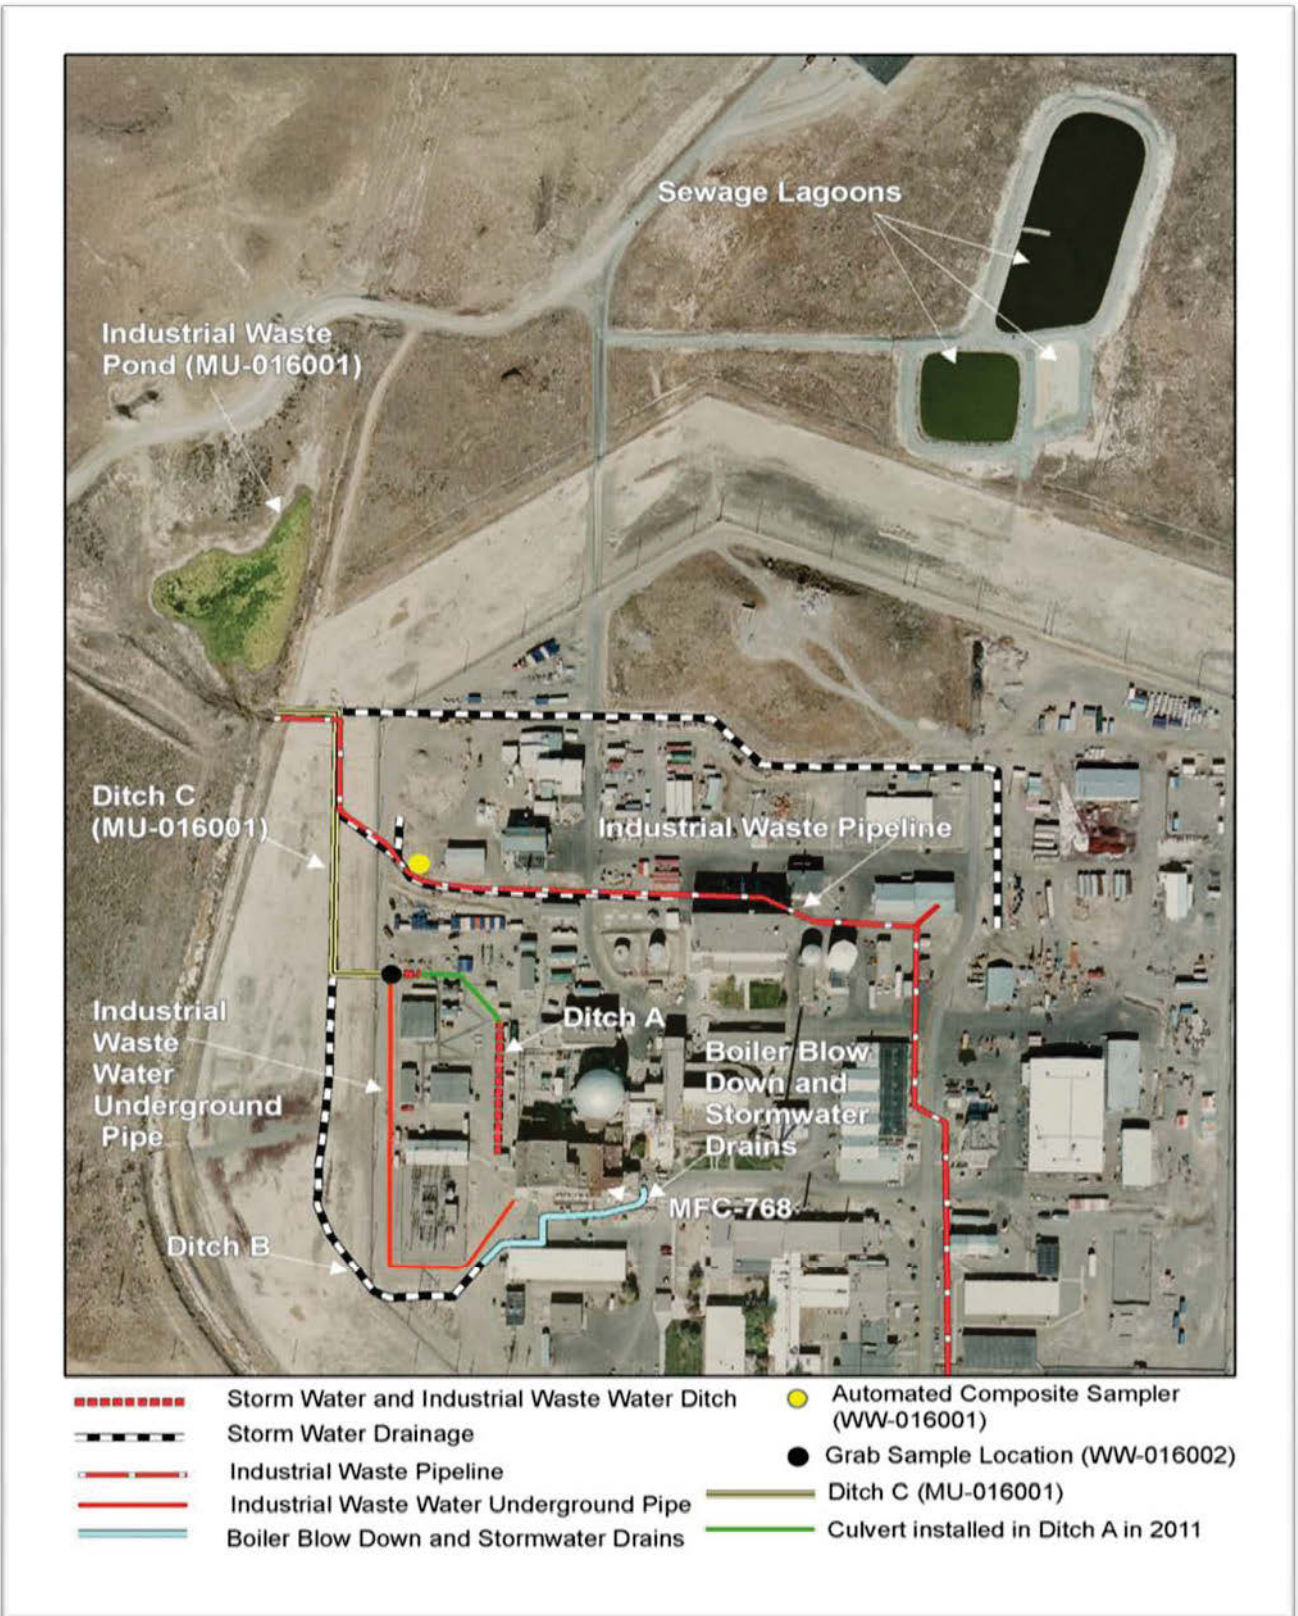 Sewage Lagoons
Industrial Waste
Pond (MU-016001)
Ditch C
(MU-016001)
Industrial Waste Pipeline
Industrial
Waste
Water
Underground
Pipe
Ditch A
Boiler Blow
Down and
Stormwater
Drains
MFC-768
Ditch B
Storm Water and Industrial Waste Water Ditch
Storm Water Drainage
Industrial Waste Pipeline
Industrial Waste Water Underground Pipe
Boiler Blow Down and Stormwater Drains
Automated Composite Sampler
(WW-016001)
Grab Sample Location (WW-016002)
Ditch C (MU-016001)
Culvert installed in Ditch A in 2011